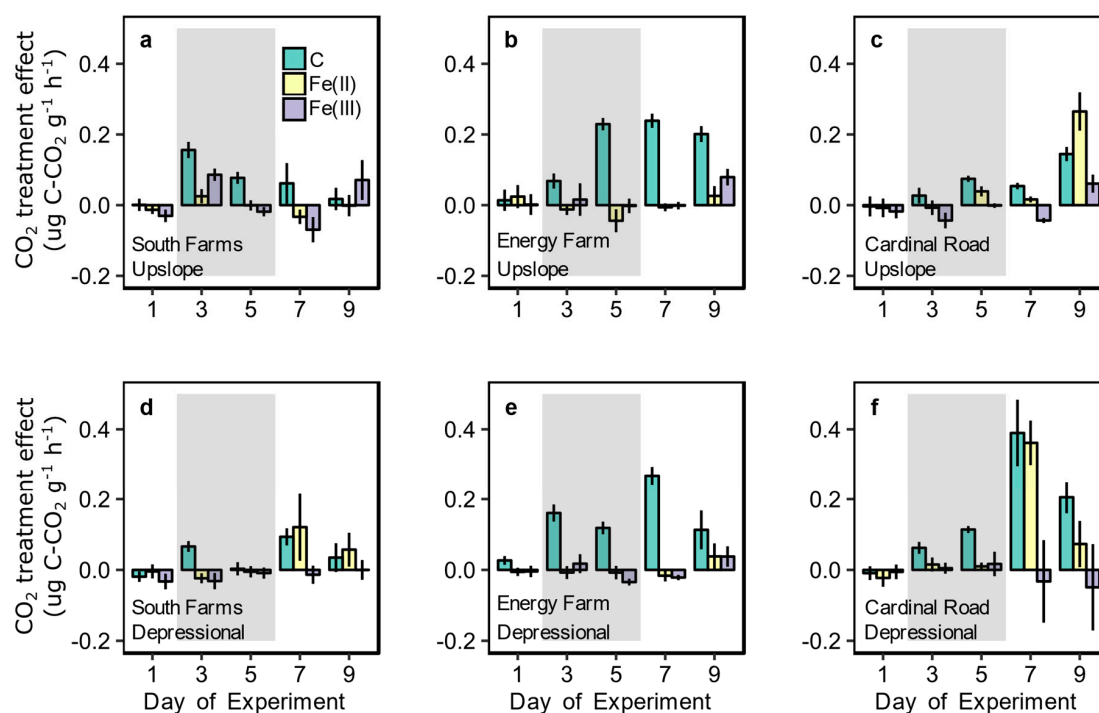 CO₂ treatment effect
(ug C-CO₂ g⁻¹ h⁻¹)
a
C
Fe(II)
Fe(III)
0.4
0.2
0.0
-0.2
South Farms
Upslope
1 3 5 7 9
b
0.4
0.2
0.0
-0.2
Energy Farm
Upslope
1 3 5 7 9
c
0.4
0.2
0.0
-0.2
Cardinal Road
Upslope
1 3 5 7 9
CO₂ treatment effect
(ug C-CO₂ g⁻¹ h⁻¹)
d
0.4
0.2
0.0
-0.2
South Farms
Depressional
1 3 5 7 9
Day of Experiment
e
0.4
0.2
0.0
-0.2
Energy Farm
Depressional
1 3 5 7 9
Day of Experiment
f
0.4
0.2
0.0
-0.2
Cardinal Road
Depressional
1 3 5 7 9
Day of Experiment